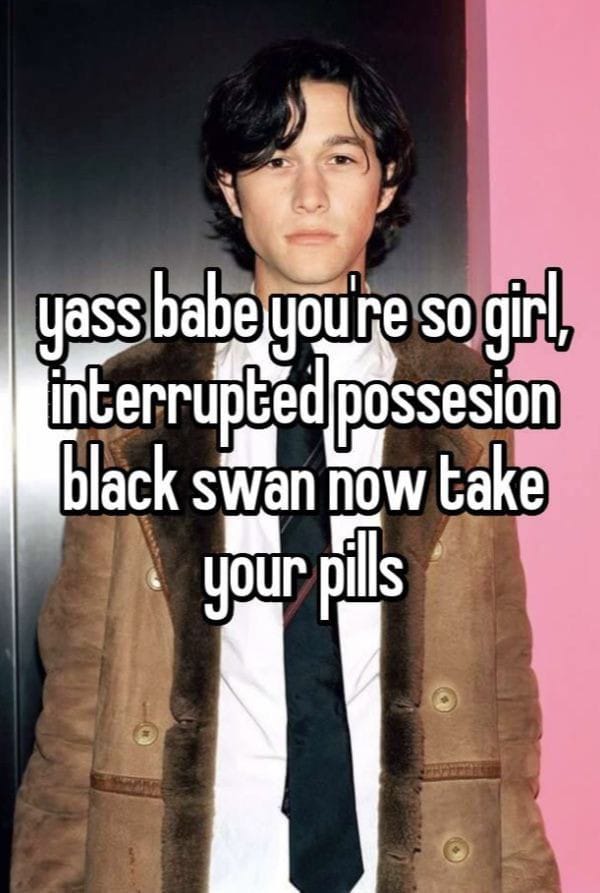 yass babe you're so girl,
interrupted possesion
black swan now take
your pills